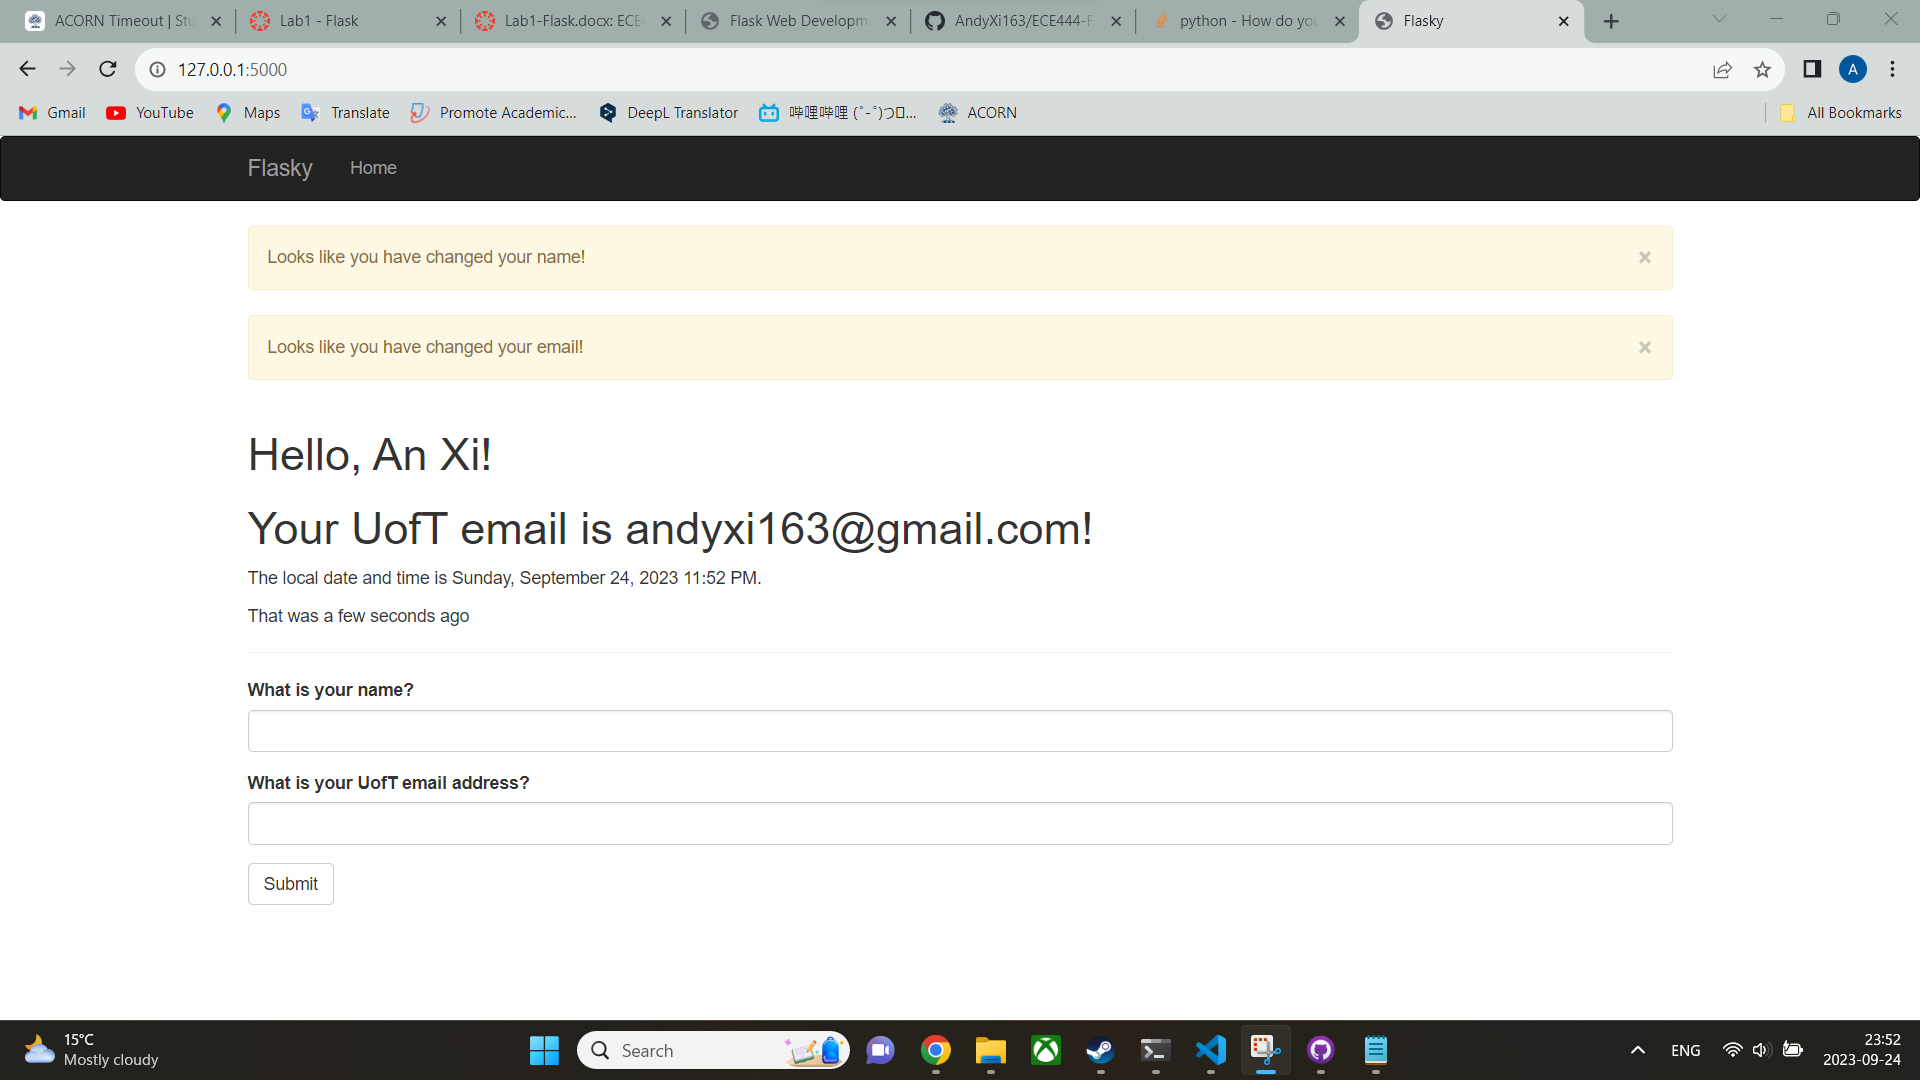 ACORN Timeout | Stu
Lab1 - Flask
Lab1-Flask.docx: ECE4
Flask Web Developm
AndyXi163/ECE444-F
python - How do you
Flasky
127.0.0.1:5000
A
Gmail
YouTube
Maps
Translate
Promote Academic...
DeepL Translator
哔哩哔哩 (゜-゜)つロ...
ACORN
All Bookmarks
Flasky
Home
Looks like you have changed your name!
×
Looks like you have changed your email!
×
Hello, An Xi!
Your UofT email is andyxi163@gmail.com!
The local date and time is Sunday, September 24, 2023 11:52 PM.
That was a few seconds ago
What is your name?
What is your UofT email address?
Submit
15°C
Mostly cloudy
Search
ENG
23:52
2023-09-24